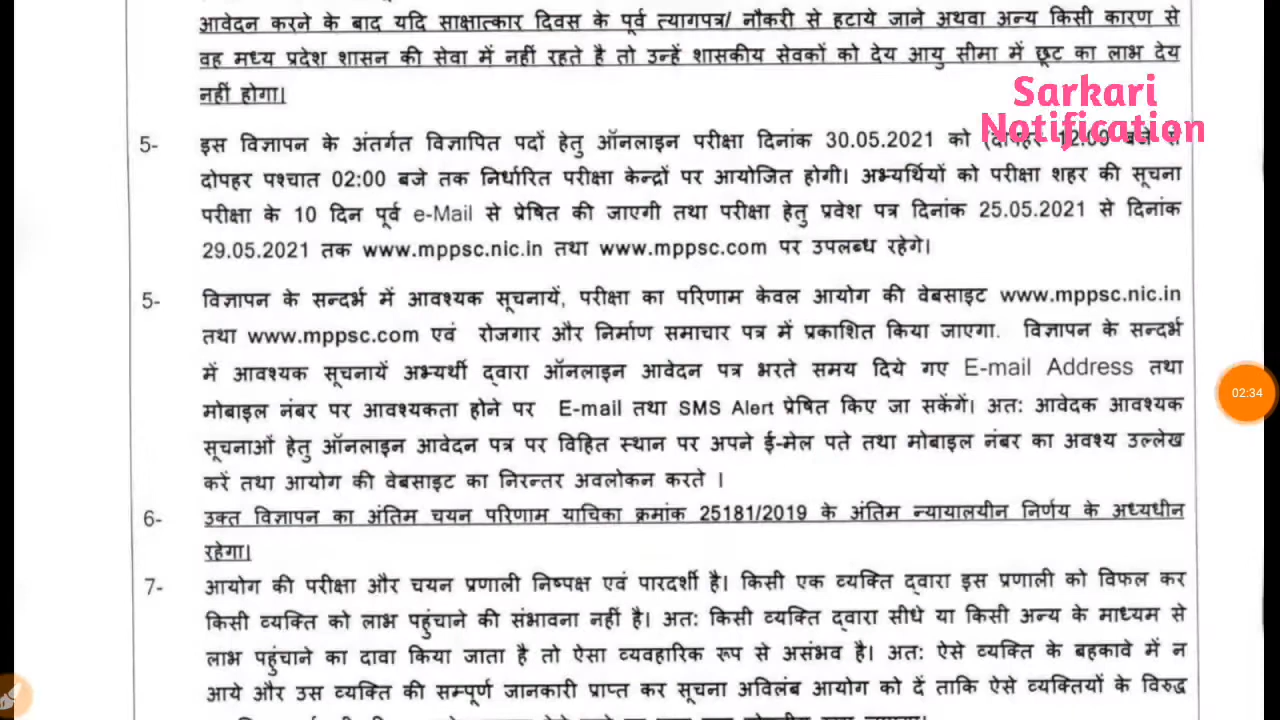 आवेदन करने के बाद यदि साक्षात्कार दिवस के पूर्व त्यागपत्र/ नौकरी से हटाये जाने अथवा अन्य किसी कारण से
वह मध्य प्रदेश शासन की सेवा में नहीं रहते है तो उन्हें शासकीय सेवकों को देय आयु सीमा में छूट का लाभ देय
नहीं होगा।
Sarkari
Notification
5- इस विज्ञापन के अंतर्गत विज्ञापित पदों हेतु ऑनलाइन परीक्षा दिनांक 30.05.2021 को (दोपहर 12:00 बजे से
दोपहर पश्चात 02:00 बजे तक निर्धारित परीक्षा केन्द्रों पर आयोजित होगी। अभ्यर्थियों को परीक्षा शहर की सूचना
परीक्षा के 10 दिन पूर्व e-Mail से प्रेषित की जाएगी तथा परीक्षा हेतु प्रवेश पत्र दिनांक 25.05.2021 से दिनांक
29.05.2021 तक www.mppsc.nic.in तथा www.mppsc.com पर उपलब्ध रहेगे।
5- विज्ञापन के सन्दर्भ में आवश्यक सूचनायें, परीक्षा का परिणाम केवल आयोग की वेबसाइट www.mppsc.nic.in
तथा www.mppsc.com एवं रोजगार और निर्माण समाचार पत्र में प्रकाशित किया जाएगा. विज्ञापन के सन्दर्भ
में आवश्यक सूचनायें अभ्यर्थी द्वारा ऑनलाइन आवेदन पत्र भरते समय दिये गए E-mail Address तथा
मोबाइल नंबर पर आवश्यकता होने पर E-mail तथा SMS Alert प्रेषित किए जा सकेंगें। अत: आवेदक आवश्यक
सूचनाओं हेतु ऑनलाइन आवेदन पत्र पर विहित स्थान पर अपने ई-मेल पते तथा मोबाइल नंबर का अवश्य उल्लेख
करें तथा आयोग की वेबसाइट का निरन्तर अवलोकन करते ।
6- उक्त विज्ञापन का अंतिम चयन परिणाम याचिका क्रमांक 25181/2019 के अंतिम न्यायालयीन निर्णय के अध्यधीन
रहेगा।
7- आयोग की परीक्षा और चयन प्रणाली निष्पक्ष एवं पारदर्शी है। किसी एक व्यक्ति द्वारा इस प्रणाली को विफल कर
किसी व्यक्ति को लाभ पहुंचाने की संभावना नहीं है। अत: किसी व्यक्ति द्वारा सीधे या किसी अन्य के माध्यम से
लाभ पहुंचाने का दावा किया जाता है तो ऐसा व्यवहारिक रूप से असंभव है। अत: ऐसे व्यक्ति के बहकावे में न
आये और उस व्यक्ति की सम्पूर्ण जानकारी प्राप्त कर सूचना अविलंब आयोग को दें ताकि ऐसे व्यक्तियों के विरुद्ध
02:34